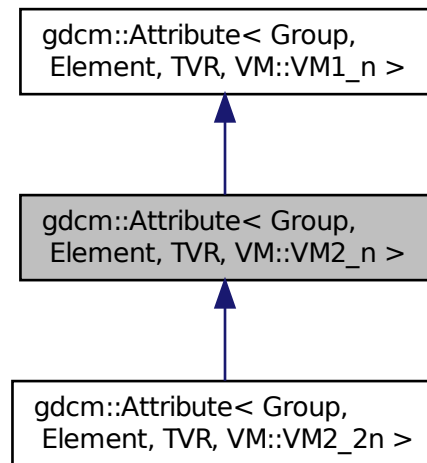 gdcm::Attribute< Group,
Element, TVR, VM::VM1_n >
gdcm::Attribute< Group,
Element, TVR, VM::VM2_n >
gdcm::Attribute< Group,
Element, TVR, VM::VM2_2n >